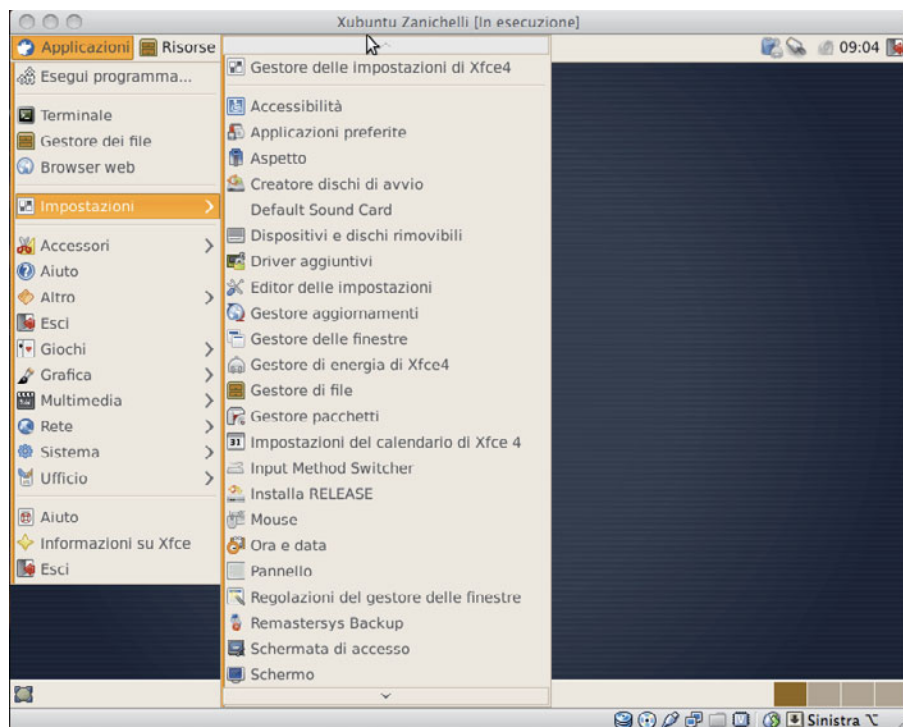 Xubuntu Zanichelli [In esecuzione]
Applicazioni Risorse 09:04
Esegui programma...
Terminale
Gestore dei file
Browser web
Impostazioni
Accessori
Aiuto
Altro
Esci
Giochi
Grafica
Multimedia
Rete
Sistema
Ufficio
Aiuto
Informazioni su Xfce
Esci
Gestore delle impostazioni di Xfce4
Accessibilità
Applicazioni preferite
Aspetto
Creatore dischi di avvio
Default Sound Card
Dispositivi e dischi rimovibili
Driver aggiuntivi
Editor delle impostazioni
Gestore aggiornamenti
Gestore delle finestre
Gestore di energia di Xfce4
Gestore di file
Gestore pacchetti
Impostazioni del calendario di Xfce 4
Input Method Switcher
Installa RELEASE
Mouse
Ora e data
Pannello
Regolazioni del gestore delle finestre
Remastersys Backup
Schermata di accesso
Schermo
Sinistra ⌥